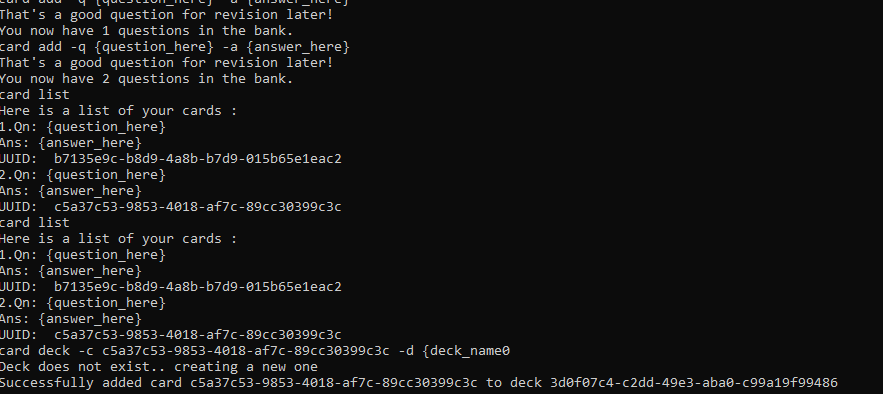 card add -q {question_here} -a {answer_here}
That's a good question for revision later!
You now have 1 questions in the bank.
card add -q {question_here} -a {answer_here}
That's a good question for revision later!
You now have 2 questions in the bank.
card list
Here is a list of your cards :
1.Qn: {question_here}
Ans: {answer_here}
UUID:  b7135e9c-b8d9-4a8b-b7d9-015b65e1eac2
2.Qn: {question_here}
Ans: {answer_here}
UUID:  c5a37c53-9853-4018-af7c-89cc30399c3c
card list
Here is a list of your cards :
1.Qn: {question_here}
Ans: {answer_here}
UUID:  b7135e9c-b8d9-4a8b-b7d9-015b65e1eac2
2.Qn: {question_here}
Ans: {answer_here}
UUID:  c5a37c53-9853-4018-af7c-89cc30399c3c
card deck -c c5a37c53-9853-4018-af7c-89cc30399c3c -d {deck_name0
Deck does not exist.. creating a new one
Successfully added card c5a37c53-9853-4018-af7c-89cc30399c3c to deck 3d0f07c4-c2dd-49e3-aba0-c99a19f99486